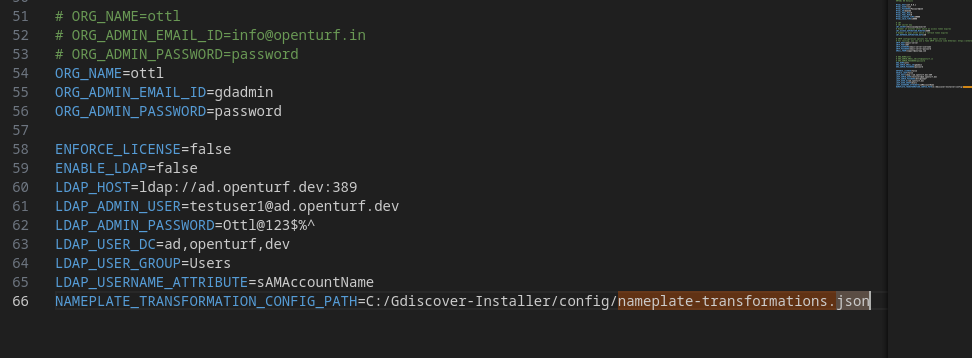 51 # ORG_NAME=ottl
52 # ORG_ADMIN_EMAIL_ID=info@openturf.in
53 # ORG_ADMIN_PASSWORD=password
54 ORG_NAME=ottl
55 ORG_ADMIN_EMAIL_ID=gdadmin
56 ORG_ADMIN_PASSWORD=password
57
58 ENFORCE_LICENSE=false
59 ENABLE_LDAP=false
60 LDAP_HOST=ldap://ad.openturf.dev:389
61 LDAP_ADMIN_USER=testuser1@ad.openturf.dev
62 LDAP_ADMIN_PASSWORD=Ottl@123$%^
63 LDAP_USER_DC=ad,openturf,dev
64 LDAP_USER_GROUP=Users
65 LDAP_USERNAME_ATTRIBUTE=sAMAccountName
66 NAMEPLATE_TRANSFORMATION_CONFIG_PATH=C:/Gdiscover-Installer/config/nameplate-transformations.json